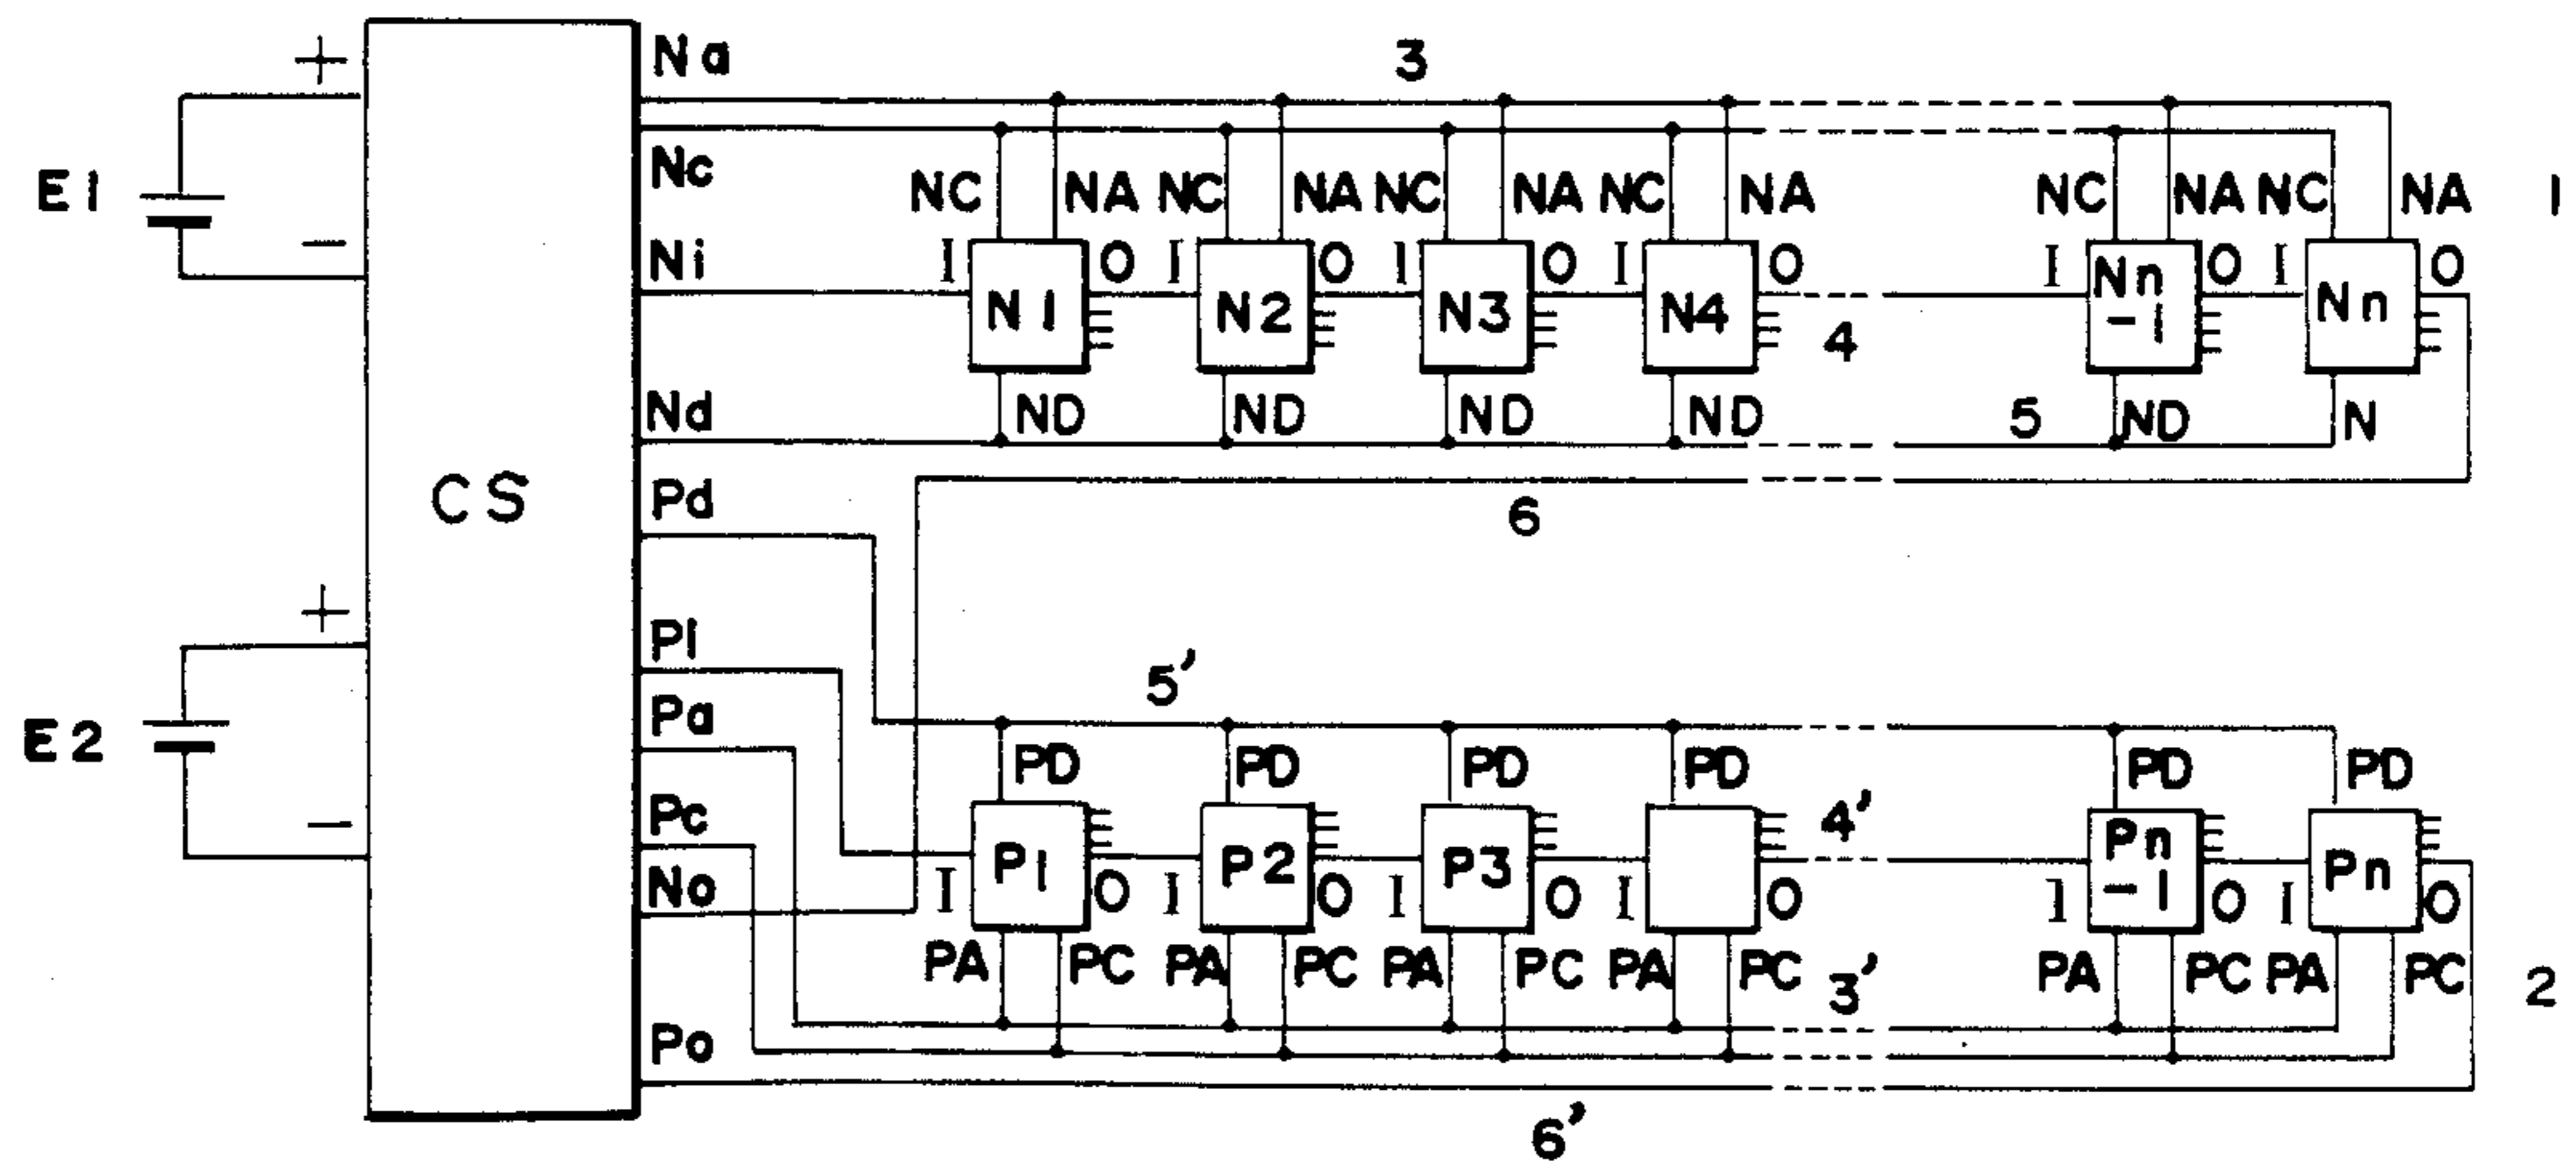 Na 3
+
Nc
E1 NC NA NC NA NC NA NC NA NC NA NC NA 1
Ni I O I O I O I O I O I O
−
N1 N2 N3 N4 Nn-1 Nn
4
Nd ND ND ND ND 5 ND N
CS Pd
6
+
Pi 5'
Pa
E2 PD PD PD PD PD PD
−
Pc 4'
P1 P2 P3 Pn-1 Pn
No I O I O I O I O I O I O
PA PC PA PC PA PC PA PC 3' PA PC PA PC 2
Po
6'